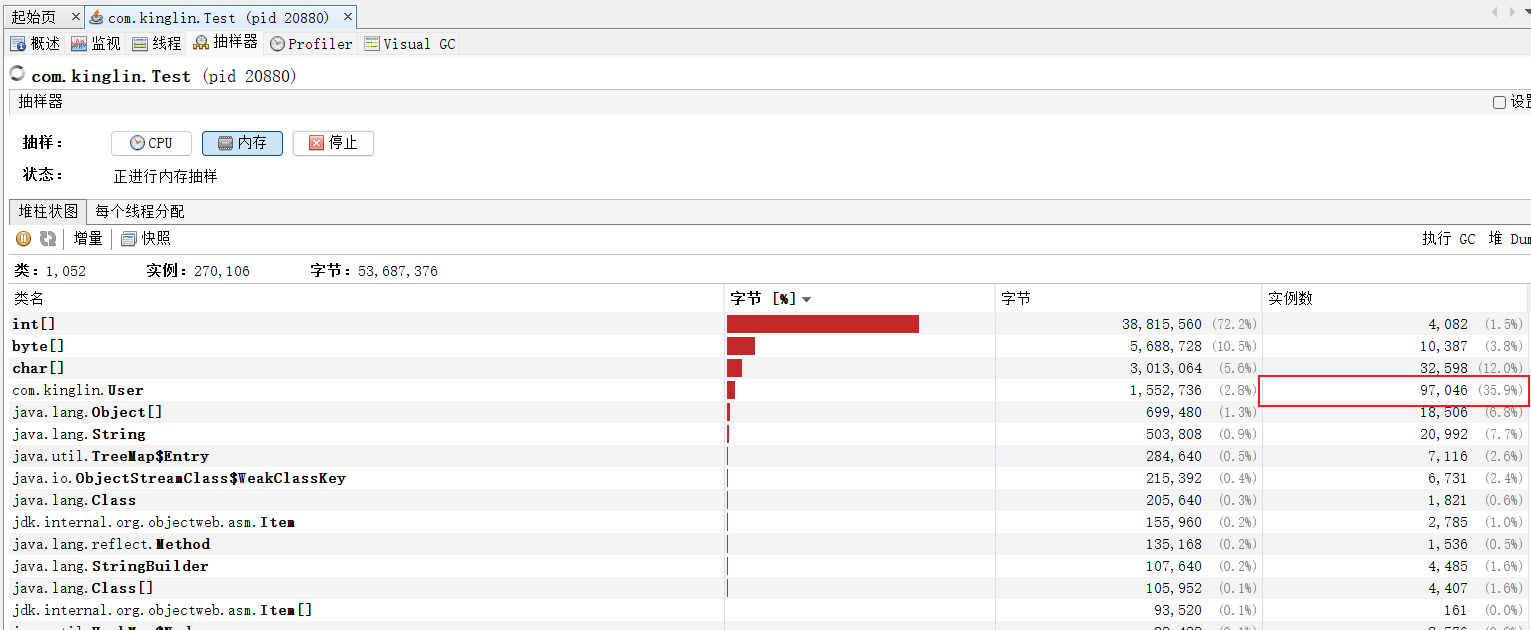 起始页 × com.kinglin.Test (pid 20880) ×
概述 监视 线程 抽样器 Profiler Visual GC
com.kinglin.Test (pid 20880)
抽样器
抽样： CPU 内存 停止
状态： 正进行内存抽样
堆柱状图 每个线程分配
增量 快照 执行 GC 堆
类：1,052 实例：270,106 字节：53,687,376
类名 字节 [%] 字节 实例数
int[] 38,815,560 (72.2%) 4,082 (1.5%)
byte[] 5,688,728 (10.5%) 10,387 (3.8%)
char[] 3,013,064 (5.6%) 32,598 (12.0%)
com.kinglin.User 1,552,736 (2.8%) 97,046 (35.9%)
java.lang.Object[] 699,480 (1.3%) 18,506 (6.8%)
java.lang.String 503,808 (0.9%) 20,992 (7.7%)
java.util.TreeMap$Entry 284,640 (0.5%) 7,116 (2.6%)
java.io.ObjectStreamClass$WeakClassKey 215,392 (0.4%) 6,731 (2.4%)
java.lang.Class 205,640 (0.3%) 1,821 (0.6%)
jdk.internal.org.objectweb.asm.Item 155,960 (0.2%) 2,785 (1.0%)
java.lang.reflect.Method 135,168 (0.2%) 1,536 (0.5%)
java.lang.StringBuilder 107,640 (0.2%) 4,485 (1.6%)
java.lang.Class[] 105,952 (0.1%) 4,407 (1.6%)
jdk.internal.org.objectweb.asm.Item[] 93,520 (0.1%) 161 (0.0%)